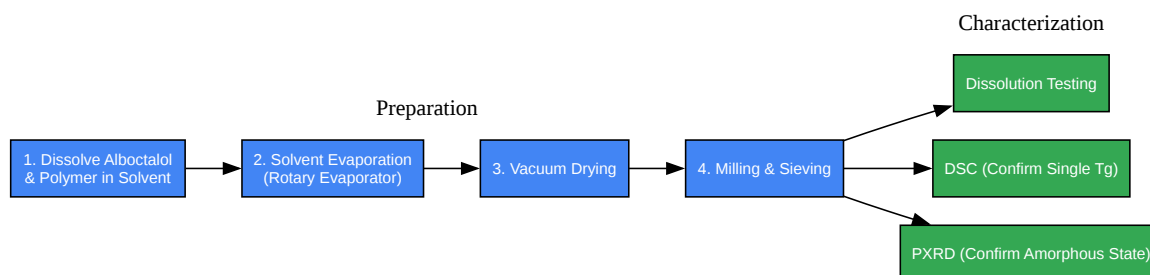 Characterization
Dissolution Testing
Preparation
1. Dissolve Alboctalol
& Polymer in Solvent
2. Solvent Evaporation
(Rotary Evaporator)
3. Vacuum Drying
4. Milling & Sieving
DSC (Confirm Single Tg)
PXRD (Confirm Amorphous State)